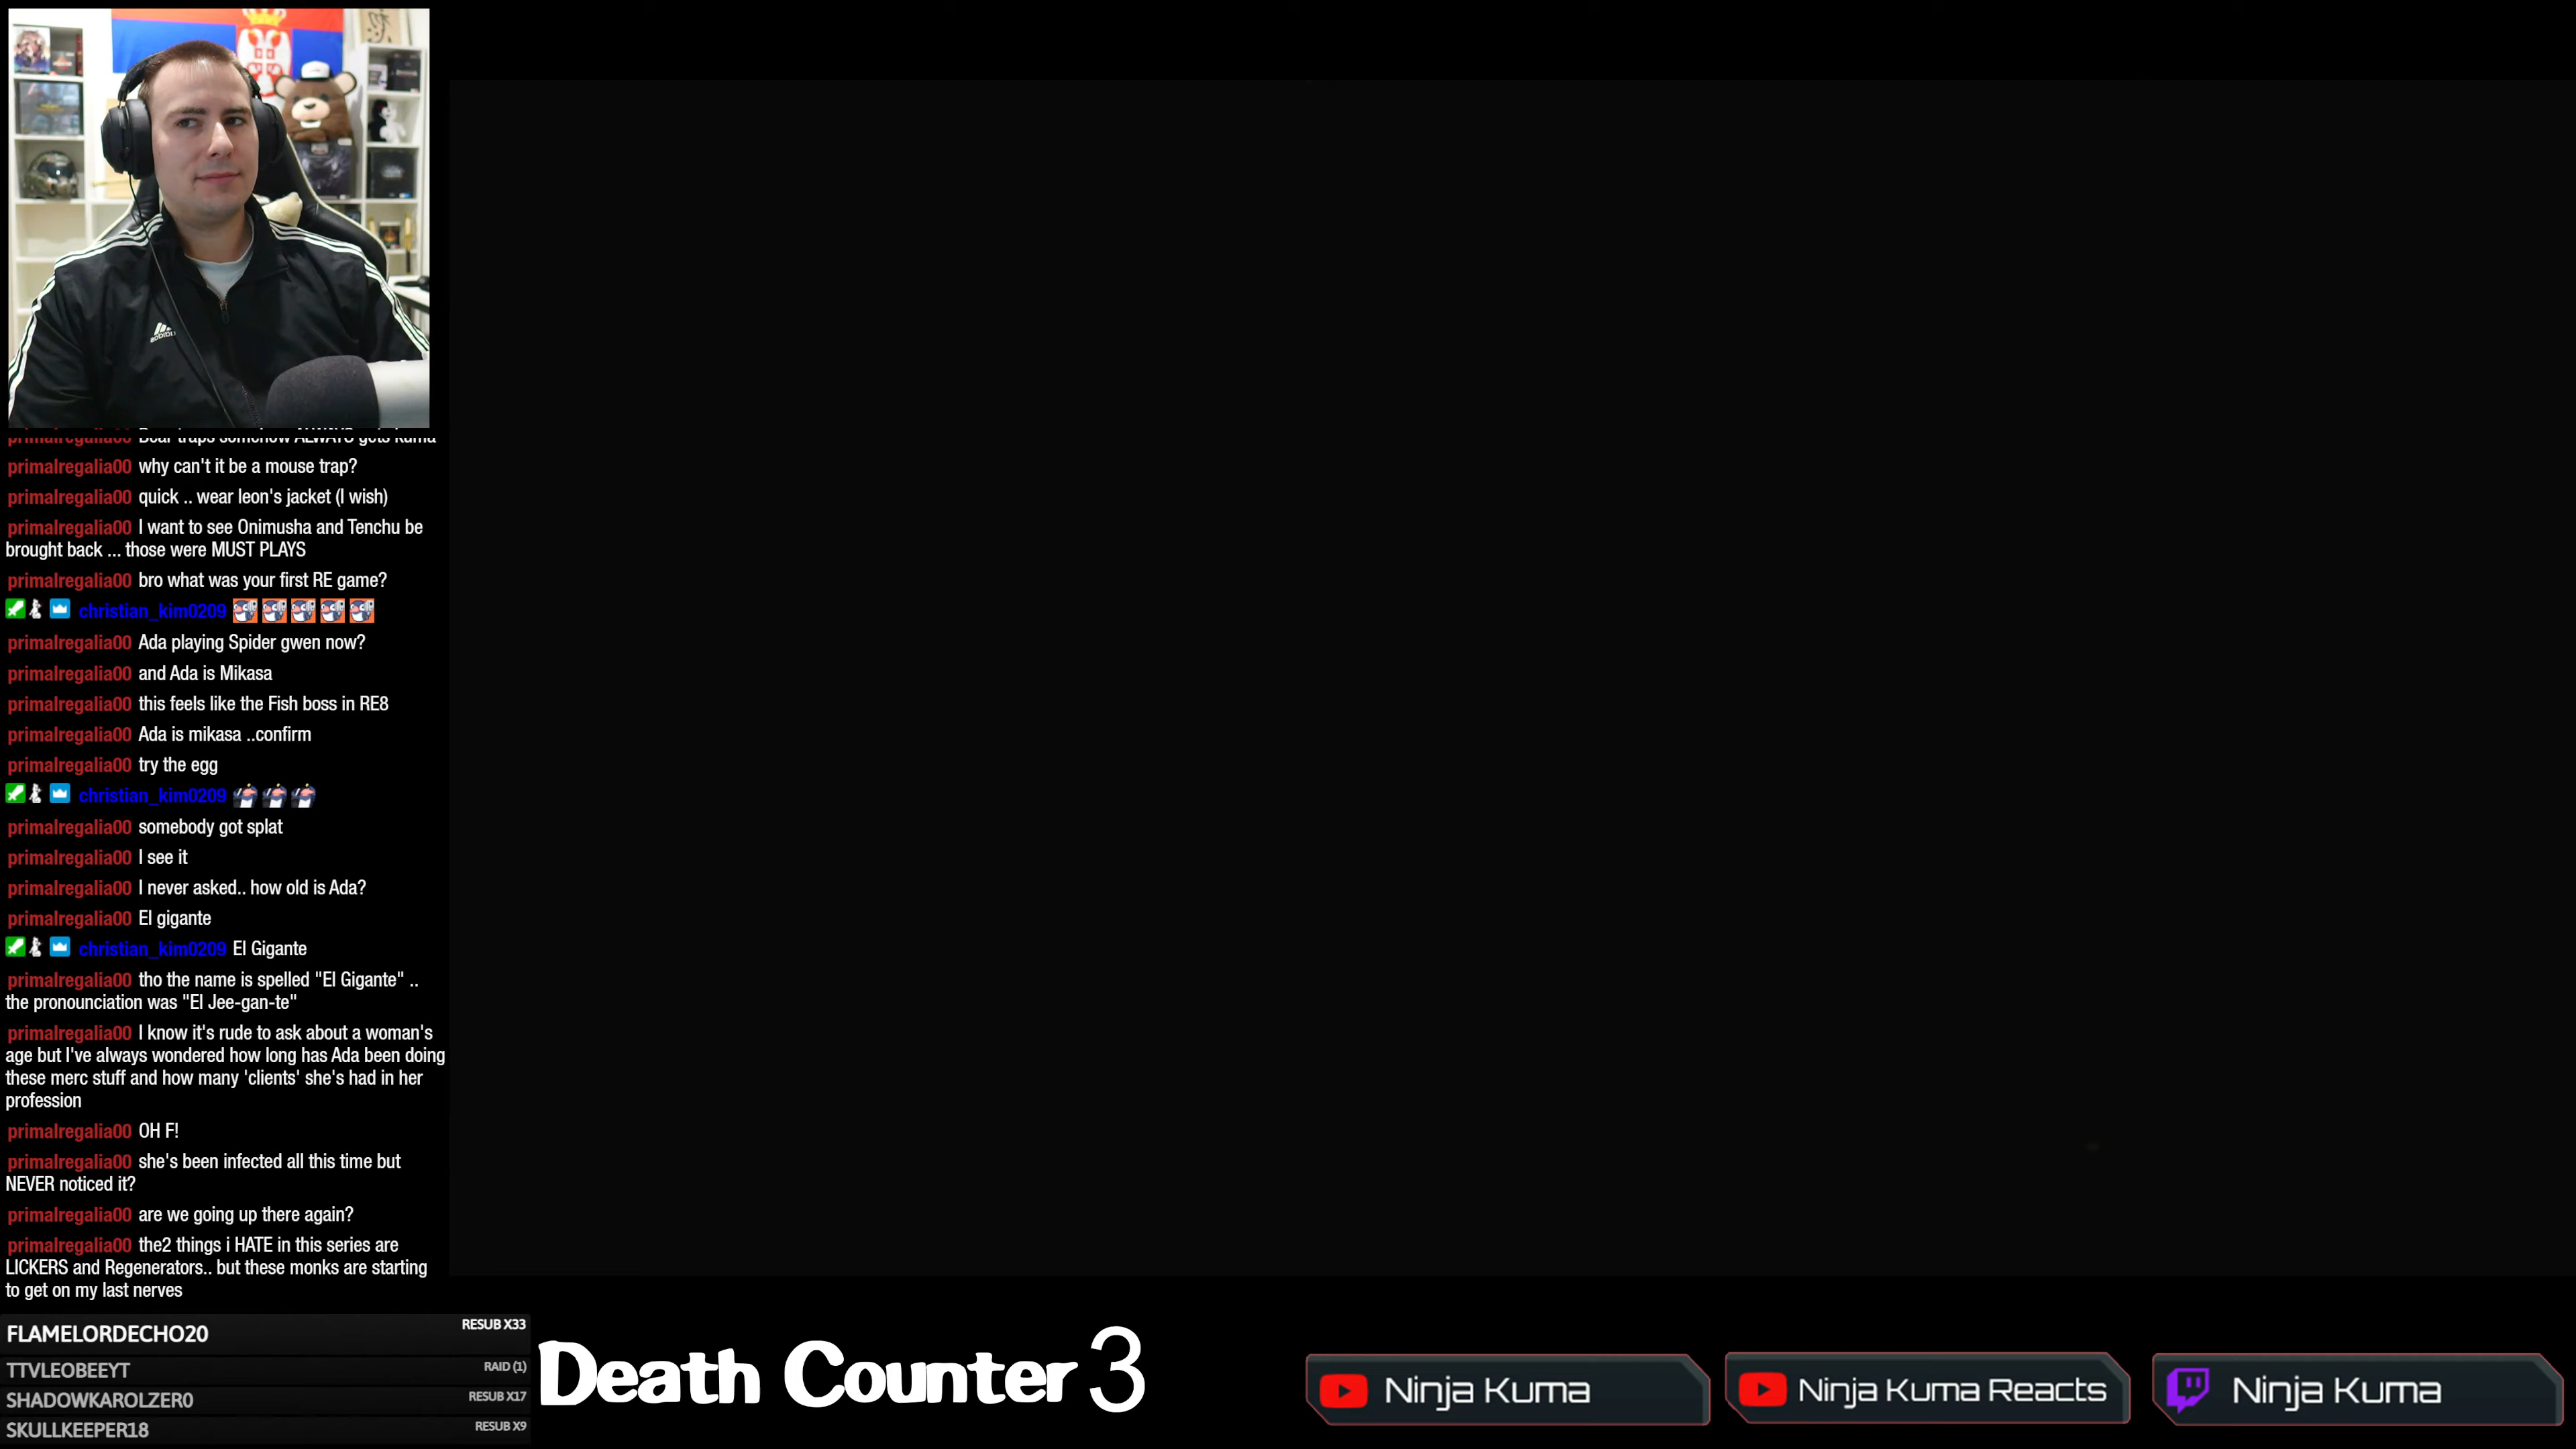 primalregalia00 Bear traps somehow ALWAYS gets kuma
primalregalia00 why can't it be a mouse trap?
primalregalia00 quick .. wear leon's jacket (I wish)
primalregalia00 I want to see Onimusha and Tenchu be
brought back ... those were MUST PLAYS
primalregalia00 bro what was your first RE game?
christian_kim0209
primalregalia00 Ada playing Spider gwen now?
primalregalia00 and Ada is Mikasa
primalregalia00 this feels like the Fish boss in RE8
primalregalia00 Ada is mikasa ..confirm
primalregalia00 try the egg
christian_kim0209
primalregalia00 somebody got splat
primalregalia00 I see it
primalregalia00 I never asked.. how old is Ada?
primalregalia00 El gigante
christian_kim0209 El Gigante
primalregalia00 tho the name is spelled "El Gigante" ..
the pronounciation was "El Jee-gan-te"
primalregalia00 I know it's rude to ask about a woman's
age but I've always wondered how long has Ada been doing
these merc stuff and how many 'clients' she's had in her
profession
primalregalia00 OH F!
primalregalia00 she's been infected all this time but
NEVER noticed it?
primalregalia00 are we going up there again?
primalregalia00 the2 things i HATE in this series are
LICKERS and Regenerators.. but these monks are starting
to get on my last nerves
FLAMELORDECHO20 RESUB X33
TTVLEOBEEYT RAID (1)
SHADOWKAROLZER0 RESUB X17
SKULLKEEPER18 RESUB X9
Death Counter 3
Ninja Kuma
Ninja Kuma Reacts
Ninja Kuma